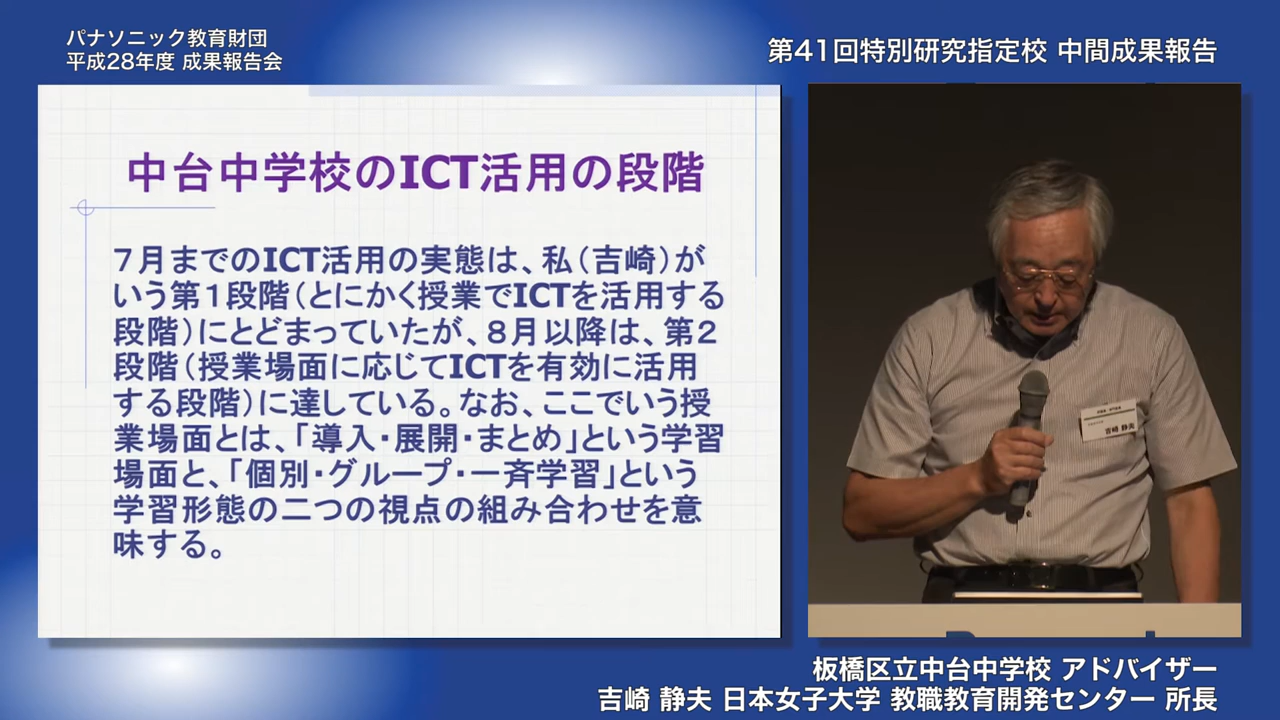 パナソニック教育財団
平成28年度 成果報告会
第41回特別研究指定校 中間成果報告
中台中学校のICT活用の段階
７月までのICT活用の実態は、私（吉崎）が
いう第１段階（とにかく授業でICTを活用する
段階）にとどまっていたが、８月以降は、第２
段階（授業場面に応じてICTを有効に活用
する段階）に達している。なお、ここでいう授
業場面とは、「導入・展開・まとめ」という学習
場面と、「個別・グループ・一斉学習」という
学習形態の二つの視点の組み合わせを意
味する。
吉崎 静夫
板橋区立中台中学校 アドバイザー
吉崎 静夫 日本女子大学 教職教育開発センター 所長